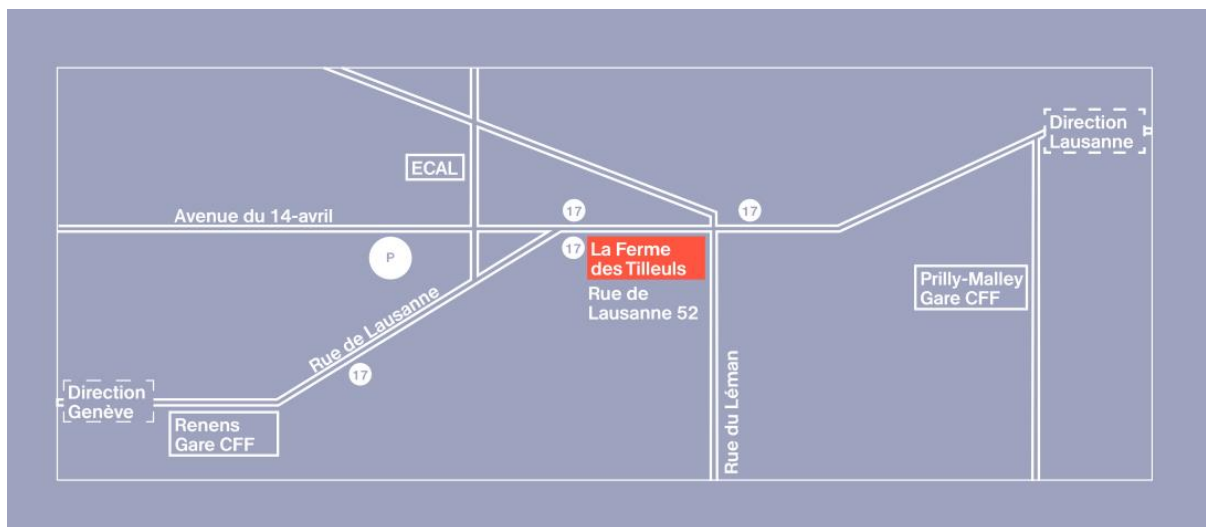 Direction
Lausanne
ECAL
Avenue du 14-avril
17
17
P
17
La Ferme
des Tilleuls
Rue de
Lausanne 52
Prilly-Malley
Gare CFF
Rue de Lausanne
17
Rue du Léman
Direction
Genève
Renens
Gare CFF